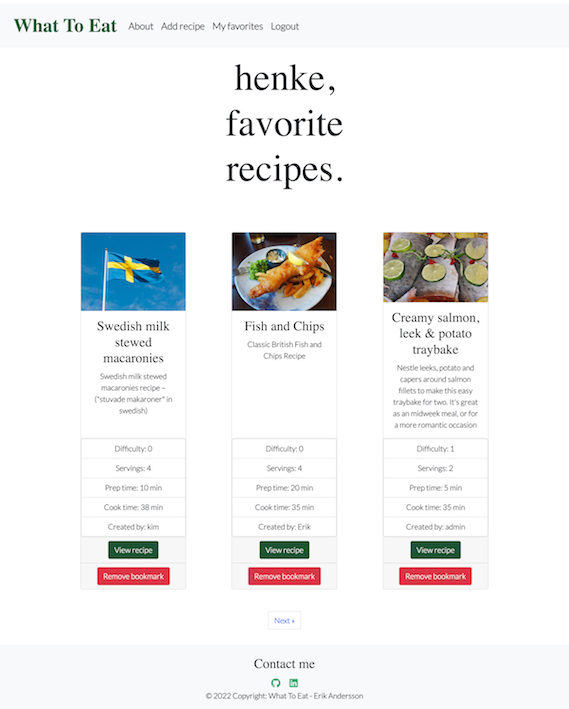 What To Eat About Add recipe My favorites Logout
henke,
favorite
recipes.
Swedish milk
stewed
macaronies
Swedish milk stewed
macaronies recipe –
("stuvade makaroner" in
swedish)
Difficulty: 0
Servings: 4
Prep time: 10 min
Cook time: 38 min
Created by: kim
View recipe
Remove bookmark
Fish and Chips
Classic British Fish and
Chips Recipe
Difficulty: 0
Servings: 4
Prep time: 20 min
Cook time: 35 min
Created by: Erik
View recipe
Remove bookmark
Creamy salmon,
leek & potato
traybake
Nestle leeks, potato and
capers around salmon
fillets to make this easy
traybake for two. It's great
as an midweek meal, or for
a more romantic occasion
Difficulty: 1
Servings: 2
Prep time: 5 min
Cook time: 35 min
Created by: admin
View recipe
Remove bookmark
Next »
Contact me
© 2022 Copyright: What To Eat - Erik Andersson